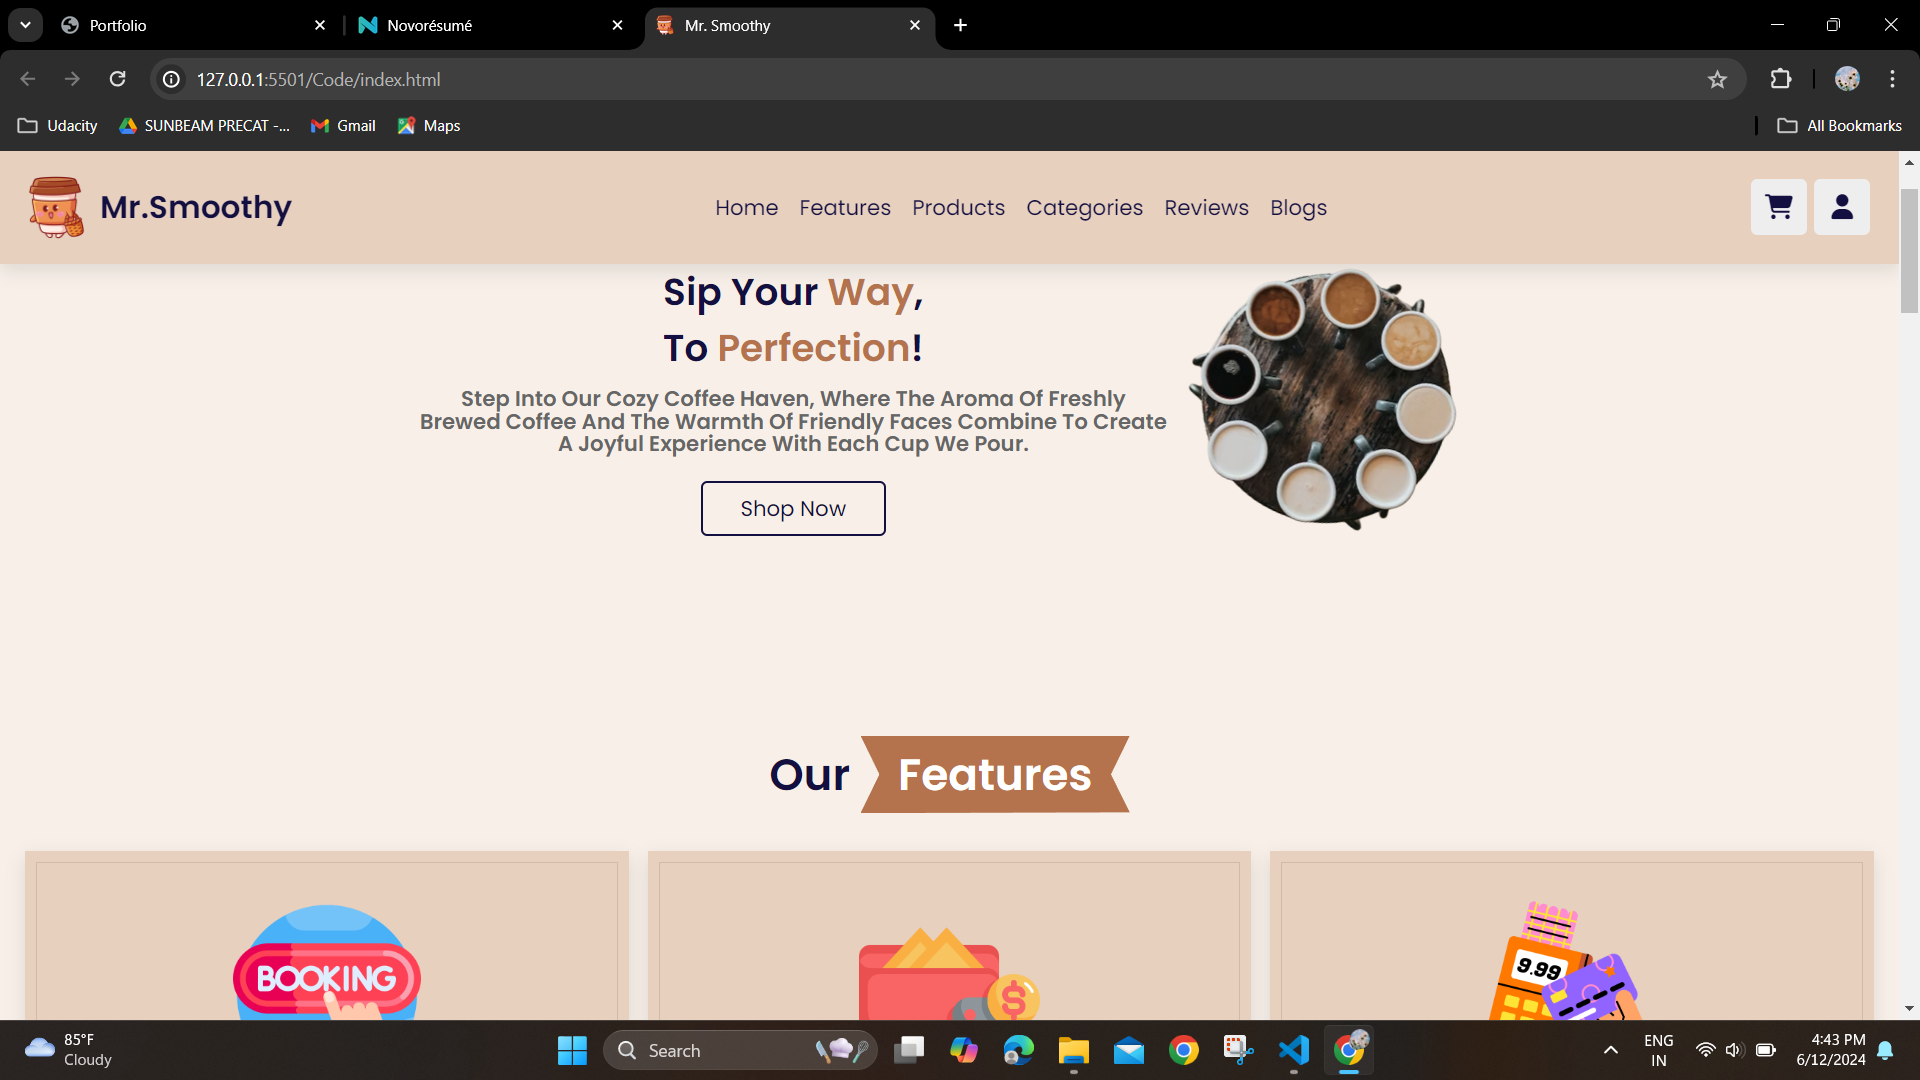 Portfolio
Novorésumé
Mr. Smoothy
127.0.0.1:5501/Code/index.html
Udacity
SUNBEAM PRECAT -...
Gmail
Maps
All Bookmarks
Mr.Smoothy
Home Features Products Categories Reviews Blogs
Sip Your Way,
To Perfection!
Step Into Our Cozy Coffee Haven, Where The Aroma Of Freshly
Brewed Coffee And The Warmth Of Friendly Faces Combine To Create
A Joyful Experience With Each Cup We Pour.
Shop Now
Our Features
BOOKING
$
9.99
85°F
Cloudy
Search
ENG
IN
4:43 PM
6/12/2024